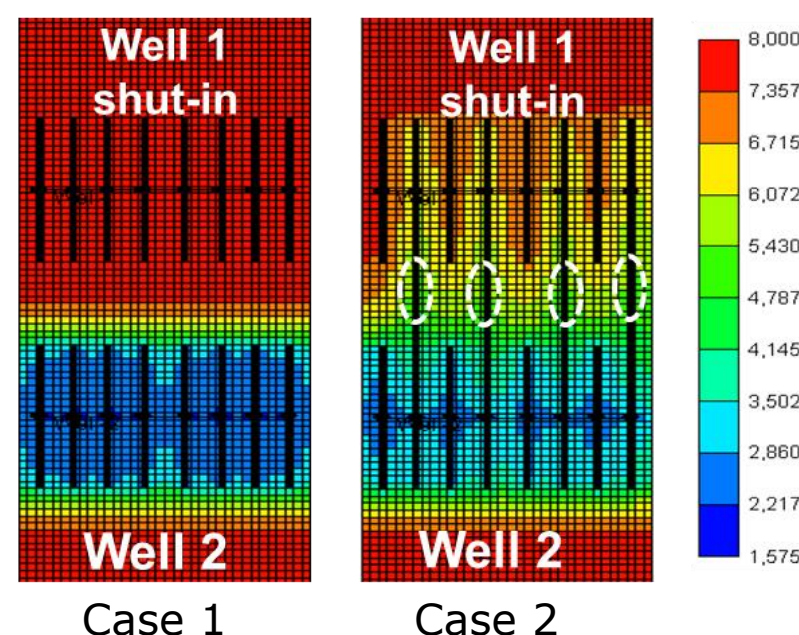 Well 1
shut-in
Well 2
Case 1
Well 1
shut-in
Well 2
Case 2
8,000
7,357
6,715
6,072
5,430
4,787
4,145
3,502
2,860
2,217
1,575